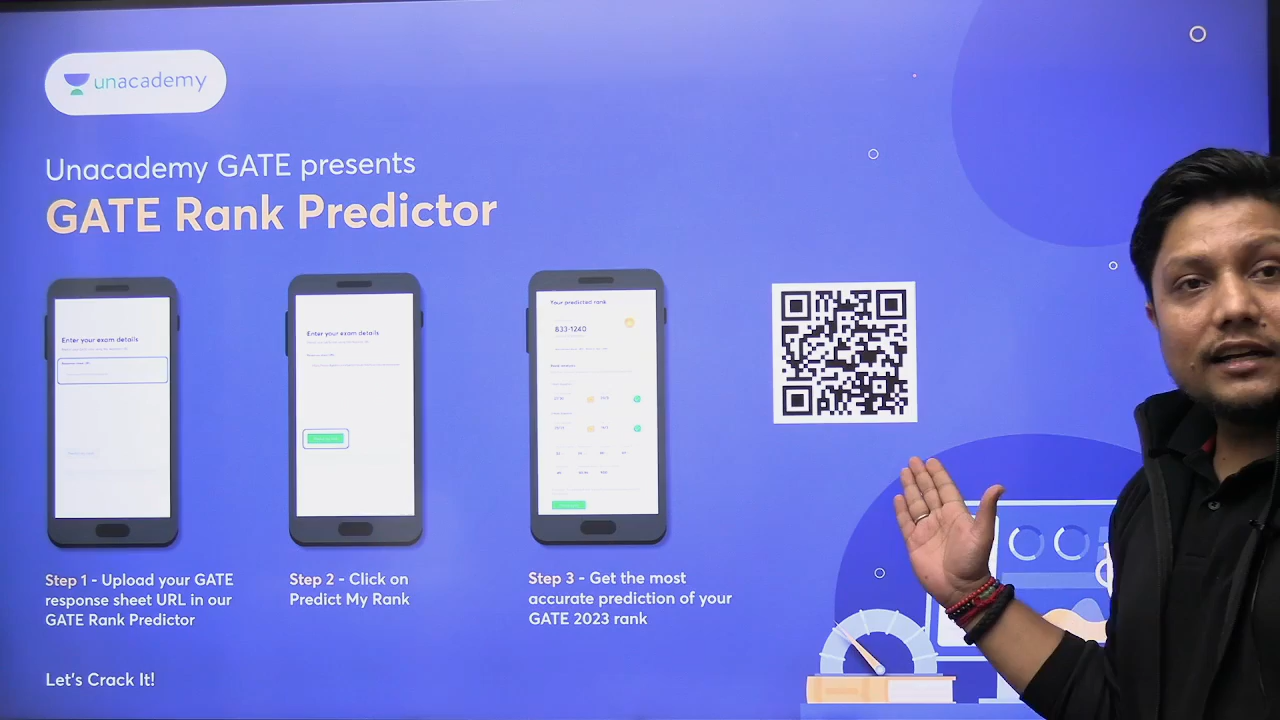 unacademy
Unacademy GATE presents
GATE Rank Predictor
Enter your exam details
Enter your exam details
Your predicted rank
833-1240
Step 1 - Upload your GATE
response sheet URL in our
GATE Rank Predictor
Step 2 - Click on
Predict My Rank
Step 3 - Get the most
accurate prediction of your
GATE 2023 rank
Let's Crack It!